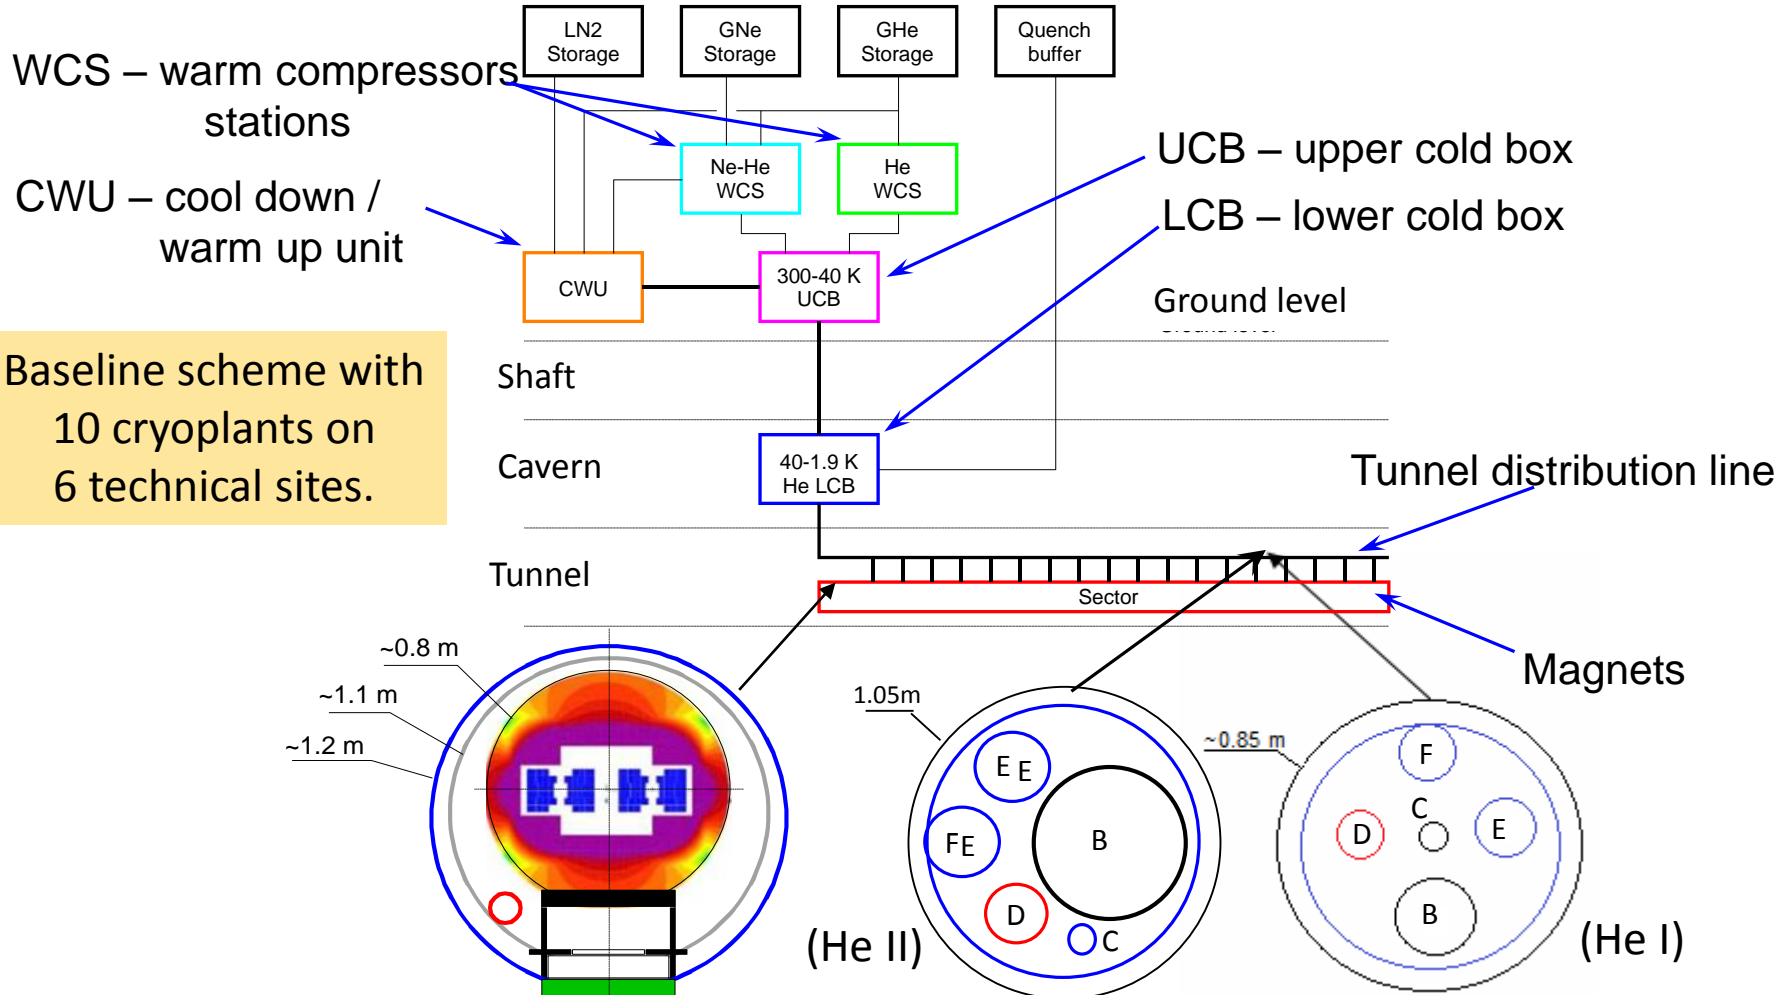 LN2
Storage
GNe
Storage
GHe
Storage
Quench
buffer
WCS – warm compressors
stations
Ne-He
WCS
He
WCS
UCB – upper cold box
CWU – cool down /
warm up unit
LCB – lower cold box
CWU
300-40 K
UCB
Ground level
Baseline scheme with
10 cryoplants on
6 technical sites.
Shaft
Cavern
40-1.9 K
He LCB
Tunnel distribution line
Tunnel
Sector
Magnets
~0.8 m
~1.1 m
~1.2 m
1.05m
E E
FE
B
D
C
(He II)
~0.85 m
F
C
D
E
B
(He I)